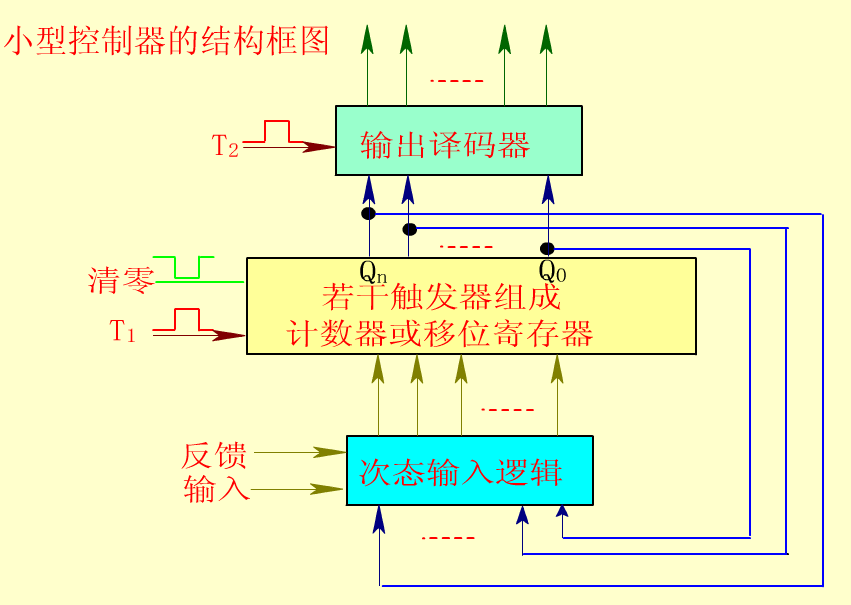 小型控制器的结构框图
T2
输出译码器
清零
Qn
Q0
若干触发器组成
计数器或移位寄存器
T1
反馈
输入
次态输入逻辑